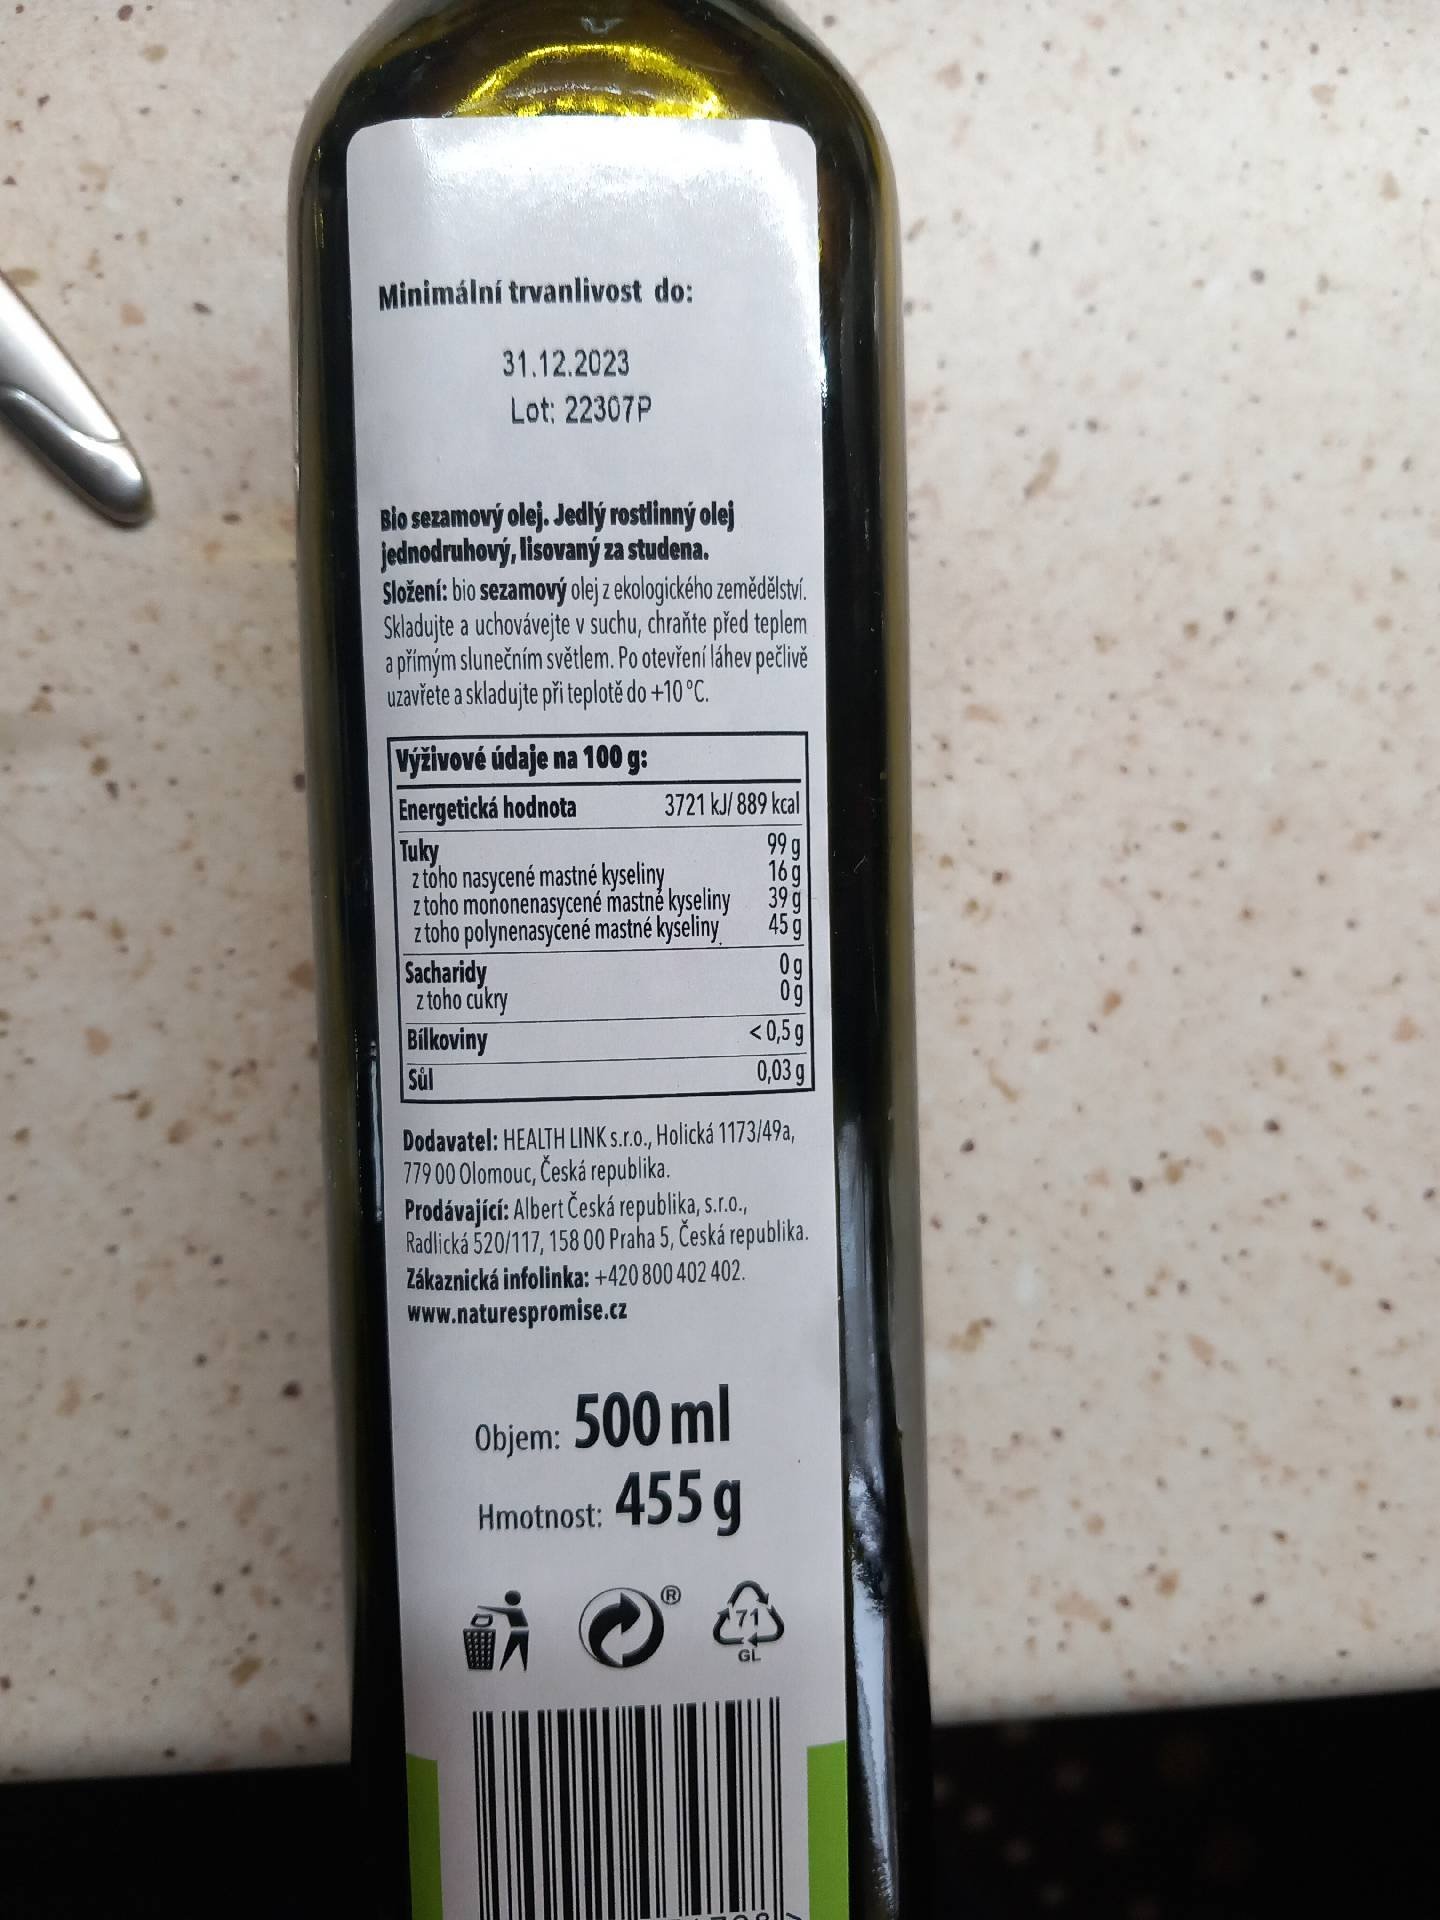 Minimální trvanlivost do:
31.12.2023
Lot: 22307P
Bio sezamový olej. Jedlý rostlinný olej
jednodruhový, lisovaný za studena.
Složení: bio sezamový olej z ekologického zemědělství.
Skladujte a uchovávejte v suchu, chraňte před teplem
a přímým slunečním světlem. Po otevření láhev pečlivě
uzavřete a skladujte při teplotě do +10 °C.
Výživové údaje na 100 g:
Energetická hodnota 3721 kJ/ 889 kcal
Tuky 99 g
z toho nasycené mastné kyseliny 16 g
z toho mononenasycené mastné kyseliny 39 g
z toho polynenasycené mastné kyseliny 45 g
Sacharidy 0 g
z toho cukry 0 g
Bílkoviny < 0,5 g
Sůl 0,03 g
Dodavatel: HEALTH LINK s.r.o., Holická 1173/49a,
779 00 Olomouc, Česká republika.
Prodávající: Albert Česká republika, s.r.o.,
Radlická 520/117, 158 00 Praha 5, Česká republika.
Zákaznická infolinka: +420 800 402 402.
www.naturespromise.cz
Objem: 500 ml
Hmotnost: 455 g
®
71
GL